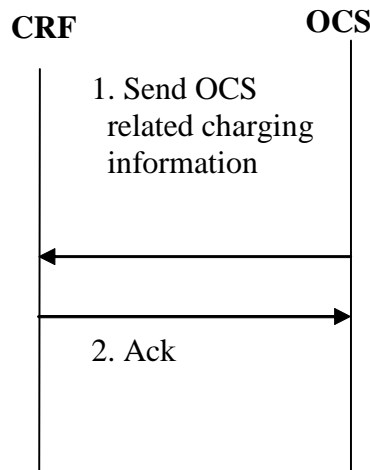 CRF
OCS
1. Send OCS
related charging
information
2. Ack